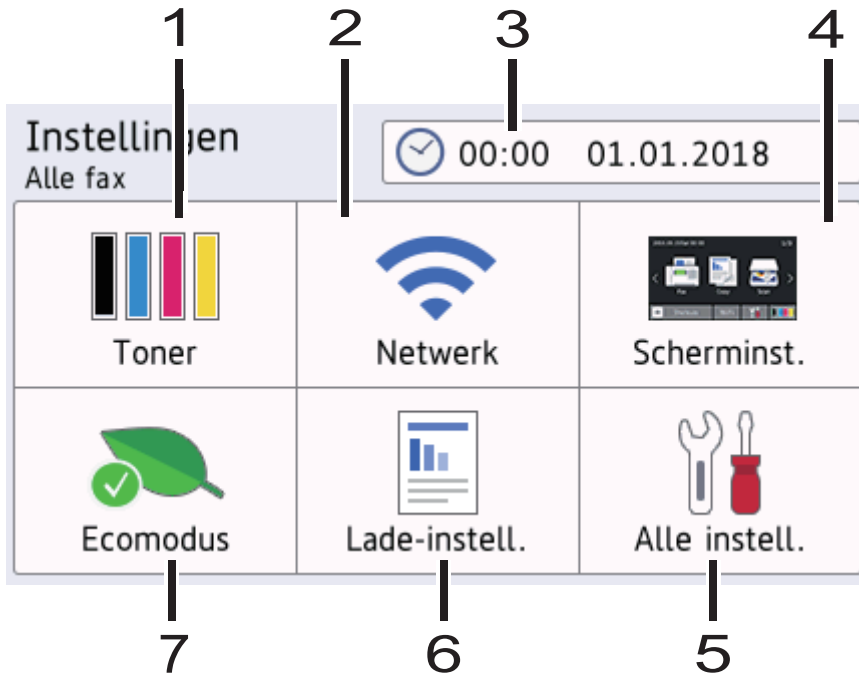 1 2 3 4
Instellingen
Alle fax
00:00 01.01.2018
Toner Netwerk Scherminst.
Ecomodus Lade-instell. Alle instell.
7 6 5